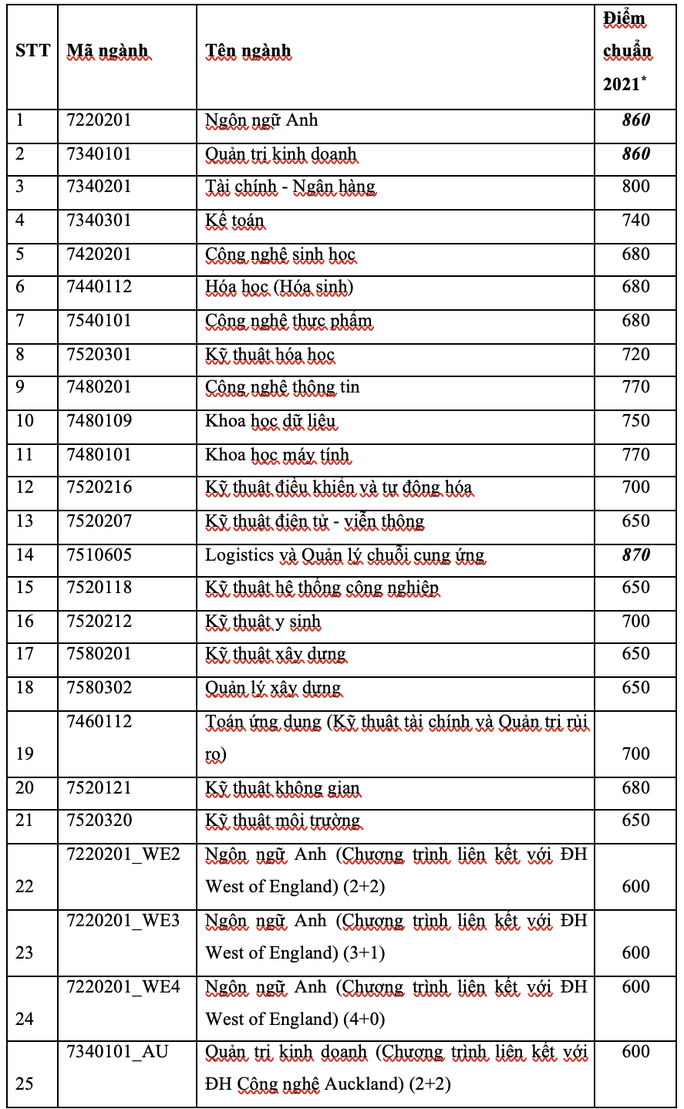 STT Mã ngành Tên ngành Điểm
chuẩn
2021*
1 7220201 Ngôn ngữ Anh 860
2 7340101 Quản trị kinh doanh 860
3 7340201 Tài chính - Ngân hàng 800
4 7340301 Kế toán 740
5 7420201 Công nghệ sinh học 680
6 7440112 Hóa học (Hóa sinh) 680
7 7540101 Công nghệ thực phẩm 680
8 7520301 Kỹ thuật hóa học 720
9 7480201 Công nghệ thông tin 770
10 7480109 Khoa học dữ liệu 750
11 7480101 Khoa học máy tính 770
12 7520216 Kỹ thuật điều khiển và tự động hóa 700
13 7520207 Kỹ thuật điện tử - viễn thông 650
14 7510605 Logistics và Quản lý chuỗi cung ứng 870
15 7520118 Kỹ thuật hệ thống công nghiệp 650
16 7520212 Kỹ thuật y sinh 700
17 7580201 Kỹ thuật xây dựng 650
18 7580302 Quản lý xây dựng 650
7460112 Toán ứng dụng (Kỹ thuật tài chính và Quản trị rủi
19 ro) 700
20 7520121 Kỹ thuật không gian 680
21 7520320 Kỹ thuật môi trường 650
7220201_WE2 Ngôn ngữ Anh (Chương trình liên kết với ĐH
22 West of England) (2+2) 600
7220201_WE3 Ngôn ngữ Anh (Chương trình liên kết với ĐH
23 West of England) (3+1) 600
7220201_WE4 Ngôn ngữ Anh (Chương trình liên kết với ĐH 600
24 West of England) (4+0)
7340101_AU Quản trị kinh doanh (Chương trình liên kết với 600
25 ĐH Công nghệ Auckland) (2+2)